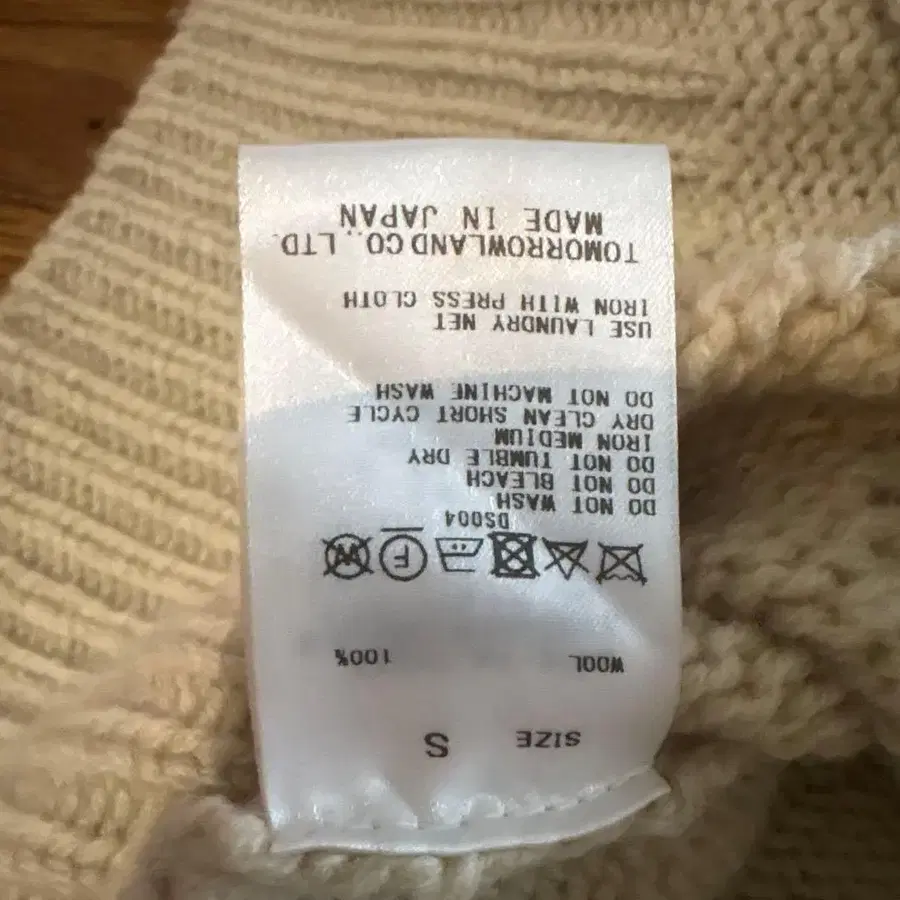 SIZE S
WOOL 100%
DS004
DO NOT WASH
DO NOT BLEACH
DO NOT TUMBLE DRY
IRON MEDIUM
DRY CLEAN SHORT CYCLE
DO NOT MACHINE WASH
USE LAUNDRY NET
IRON WITH PRESS CLOTH
TOMORROWLAND CO., LTD.
MADE IN JAPAN